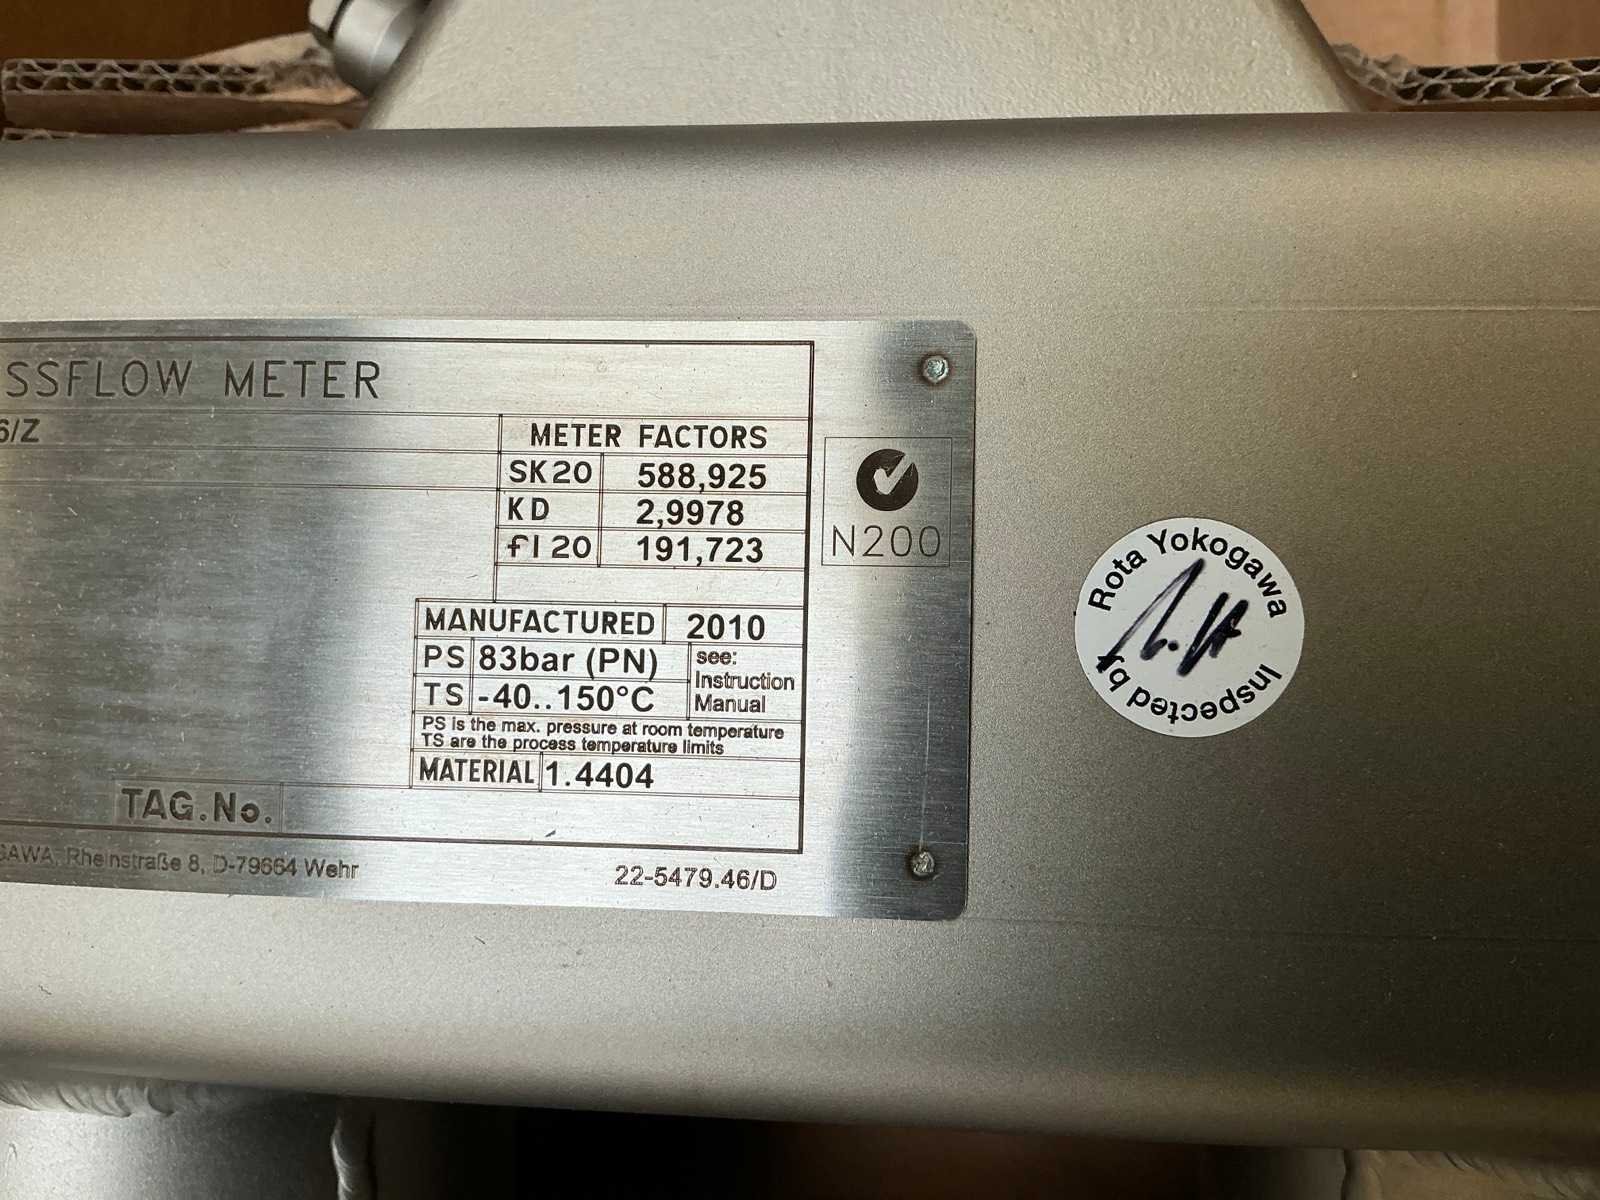 SSFLOW METER
6/Z
METER FACTORS
SK20 588,925
KD 2,9978
fl20 191,723
MANUFACTURED 2010
PS 83bar (PN)
TS -40..150°C
see:
Instruction
Manual
PS is the max. pressure at room temperature
TS are the process temperature limits
MATERIAL 1.4404
TAG.No.
GAWA, Rheinstraße 8, D-79664 Wehr
22-5479.46/D
N200
Rota Yokogawa
Inspected by